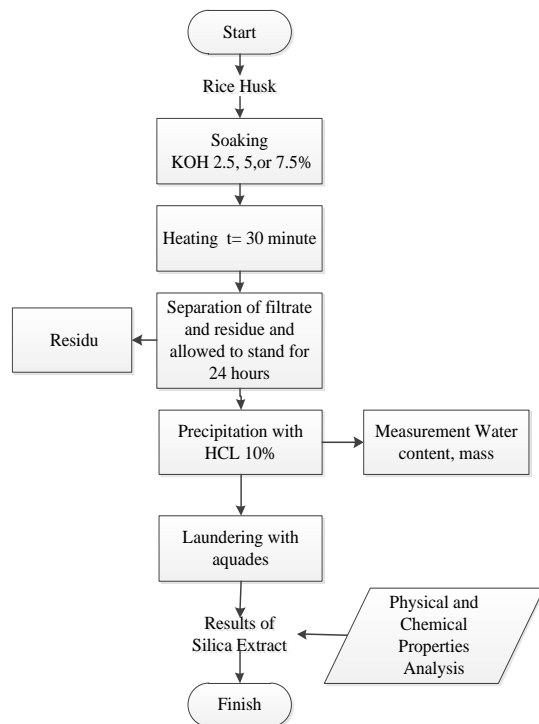 Start
Rice Husk
Soaking
KOH 2.5, 5,or 7.5%
Heating t= 30 minute
Separation of filtrate
and residue and
allowed to stand for
24 hours
Residu
Precipitation with
HCL 10%
Measurement Water
content, mass
Laundering with
aquades
Results of
Silica Extract
Physical and
Chemical
Properties
Analysis
Finish